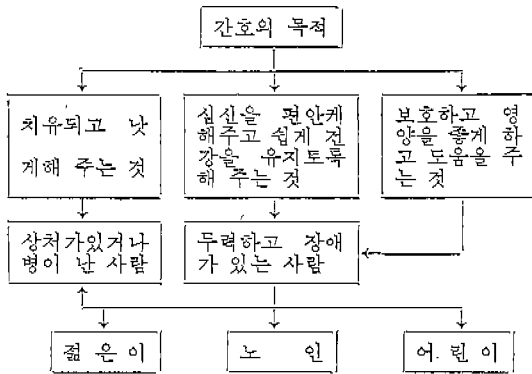 간호의 목적
치유되고 낫
게해 주는 것
심신을 편안케
해주고 쉽게 건
강을 유지토록
해 주는 것
보호하고 영
양을 좋게 하
고 도움을 주
는 것
상처가있거나
병이 난 사람
무력하고 장애
가 있는 사람
젊은이
노 인
어린이